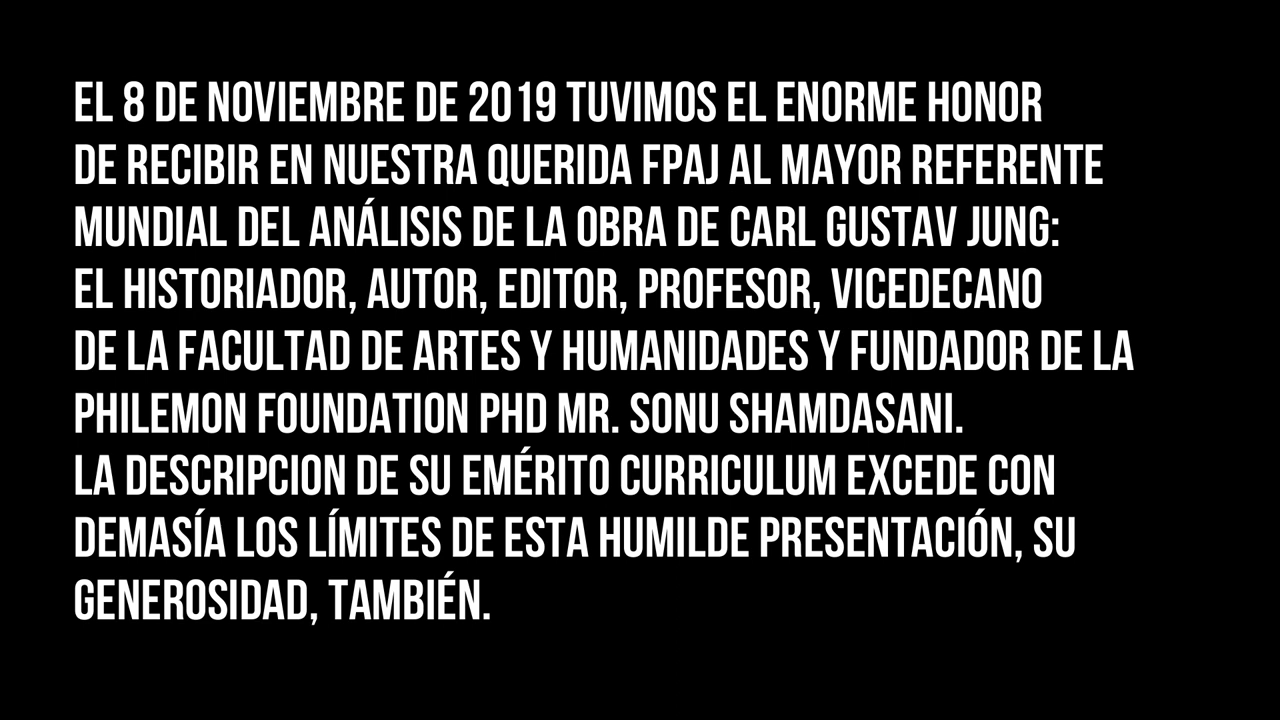 EL 8 DE NOVIEMBRE DE 2019 TUVIMOS EL ENORME HONOR
DE RECIBIR EN NUESTRA QUERIDA FPAJ AL MAYOR REFERENTE
MUNDIAL DEL ANÁLISIS DE LA OBRA DE CARL GUSTAV JUNG:
EL HISTORIADOR, AUTOR, EDITOR, PROFESOR, VICEDECANO
DE LA FACULTAD DE ARTES Y HUMANIDADES Y FUNDADOR DE LA
PHILEMON FOUNDATION PHD MR. SONU SHAMDASANI.
LA DESCRIPCION DE SU EMÉRITO CURRICULUM EXCEDE CON
DEMASÍA LOS LÍMITES DE ESTA HUMILDE PRESENTACIÓN, SU
GENEROSIDAD, TAMBIÉN.